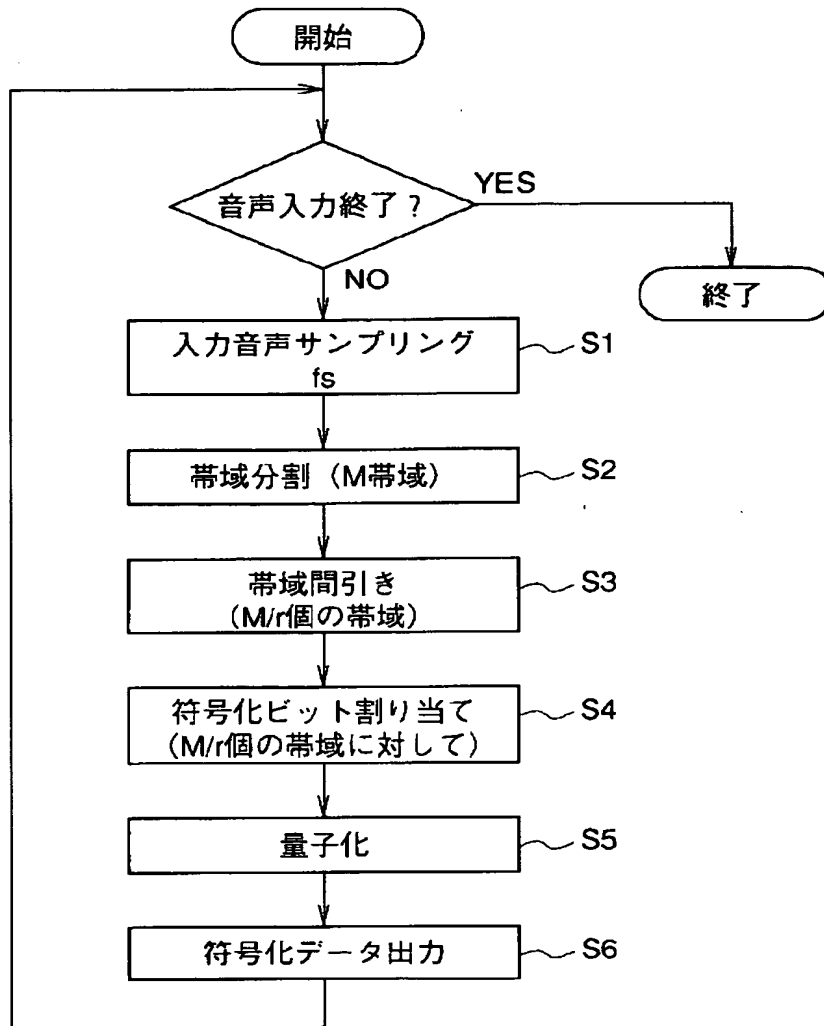 開始
音声入力終了？
YES
NO
終了
入力音声サンプリング
fs
S1
帯域分割（M帯域）
S2
帯域間引き
（M/r個の帯域）
S3
符号化ビット割り当て
（M/r個の帯域に対して）
S4
量子化
S5
符号化データ出力
S6